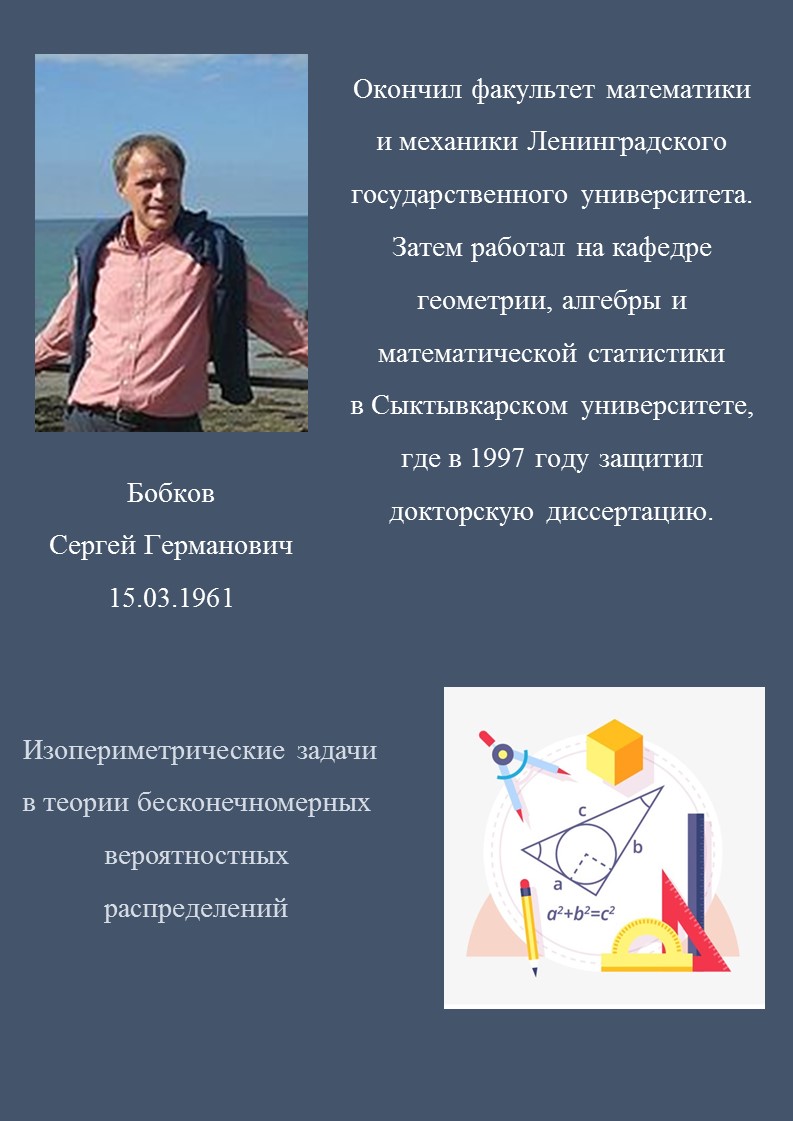 Окончил факультет математики
и механики Ленинградского
государственного университета.
Затем работал на кафедре
геометрии, алгебры и
математической статистики
в Сыктывкарском университете,
где в 1997 году защитил
докторскую диссертацию.
Бобков
Сергей Германович
15.03.1961
Изопериметрические задачи
в теории бесконечномерных
вероятностных
распределений
c
b
a
a²+b²=c²